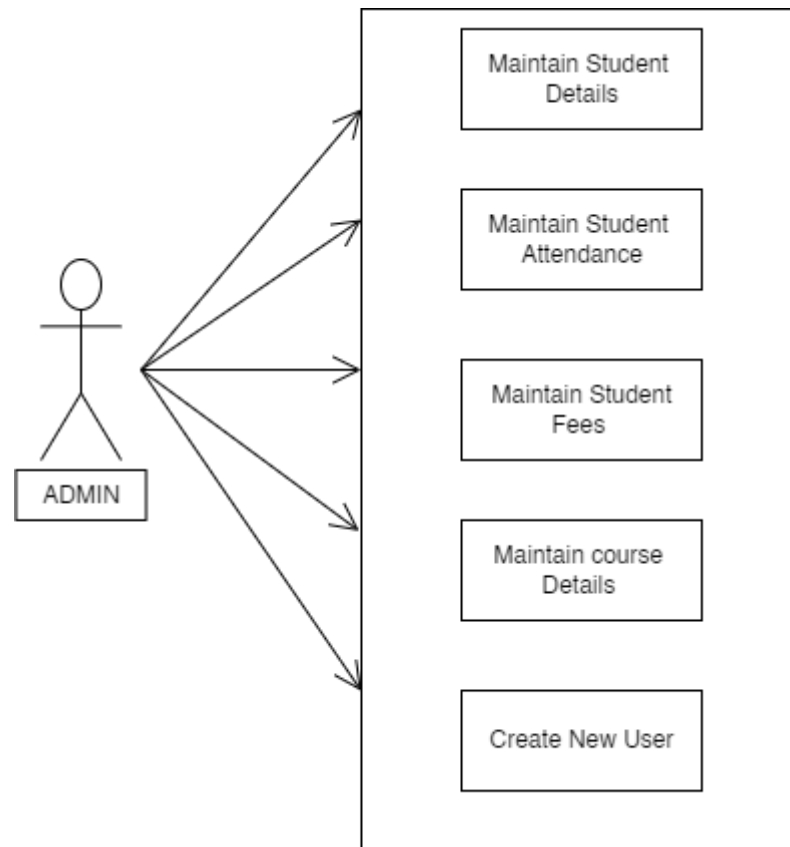 Maintain Student
Details
Maintain Student
Attendance
Maintain Student
Fees
ADMIN
Maintain course
Details
Create New User